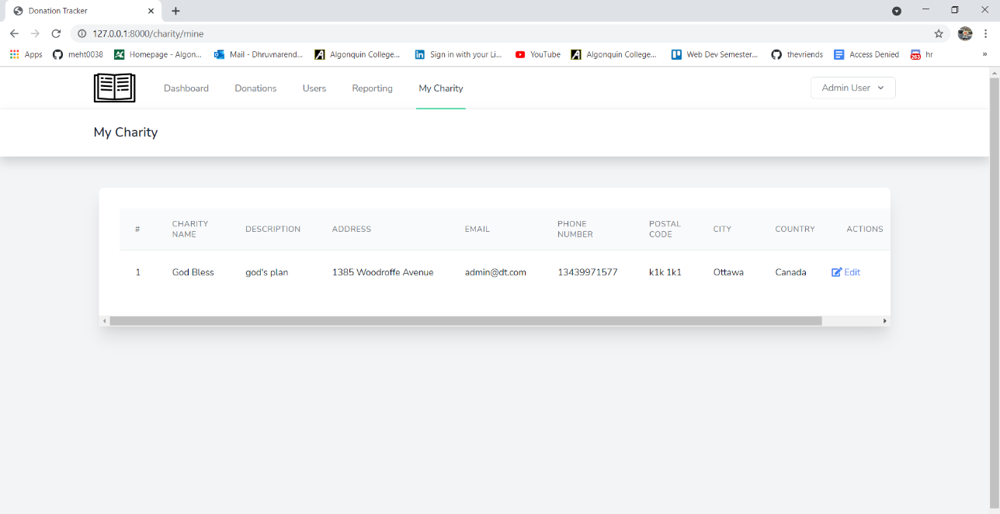 Donation Tracker
127.0.0.1:8000/charity/mine
Apps meht0038 Homepage - Algon... Mail - Dhruvnarend... Algonquin College... Sign in with your Li... YouTube Algonquin College... Web Dev Semester... thevriends Access Denied 263 hr »
Dashboard Donations Users Reporting My Charity Admin User
My Charity
# CHARITY NAME DESCRIPTION ADDRESS EMAIL PHONE NUMBER POSTAL CODE CITY COUNTRY ACTIONS
1 God Bless god's plan 1385 Woodroffe Avenue admin@dt.com 13439971577 k1k 1k1 Ottawa Canada Edit